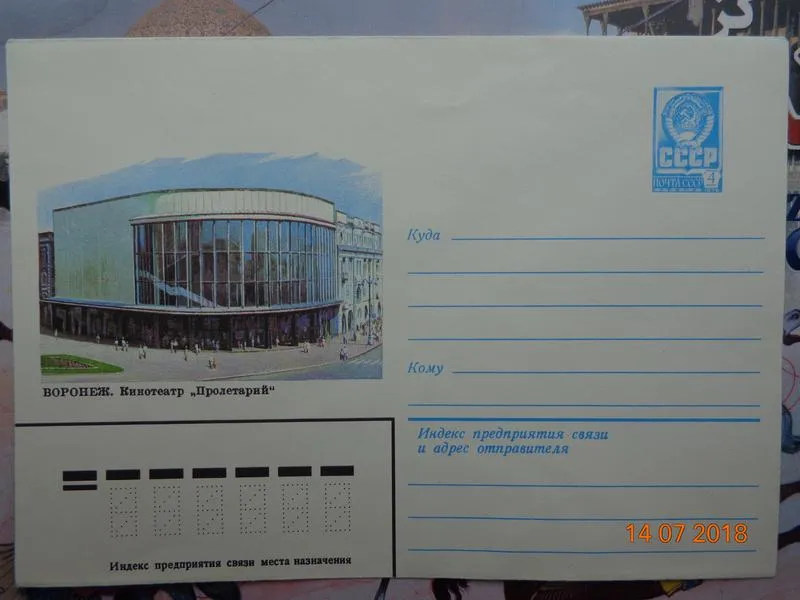 СССР
ПОЧТА СССР 4
Куда
ВОРОНЕЖ. Кинотеатр „Пролетарий“
Кому
Индекс предприятия связи
и адрес отправителя
Индекс предприятия связи места назначения
14 07 2018